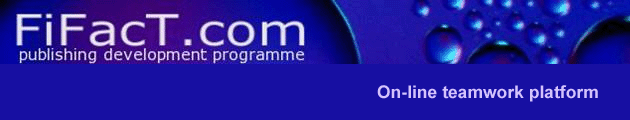 FiFacT.com
publishing development programme
On-line teamwork platform